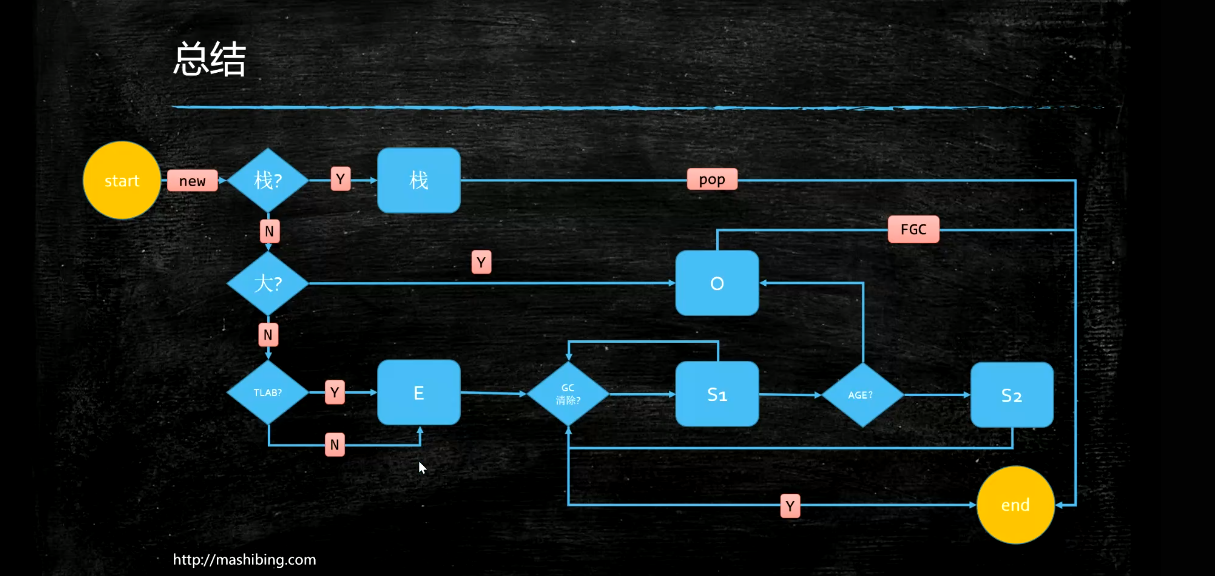 总结
start
new
栈?
Y
栈
pop
N
FGC
大?
Y
O
N
TLAB?
Y
E
GC
清除?
S1
AGE?
S2
N
Y
end
http://mashibing.com